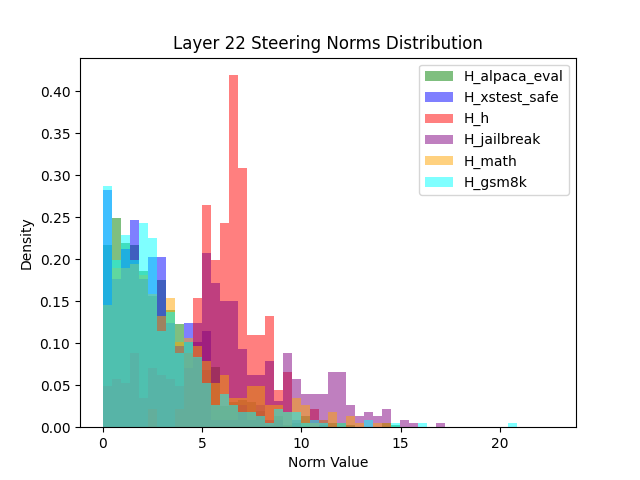 Layer 22 Steering Norms Distribution
H_alpaca_eval
H_xstest_safe
H_h
H_jailbreak
H_math
H_gsm8k
Density
0.40
0.35
0.30
0.25
0.20
0.15
0.10
0.05
0.00
0
5
10
15
20
Norm Value